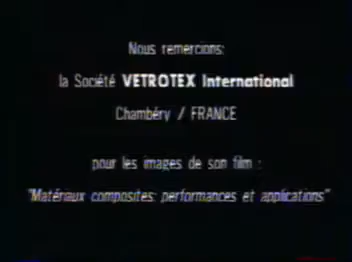 Nous remercions:
la Société VETROTEX International
Chambéry / FRANCE
pour les images de son film :
"Matériaux composites: performances et applications"